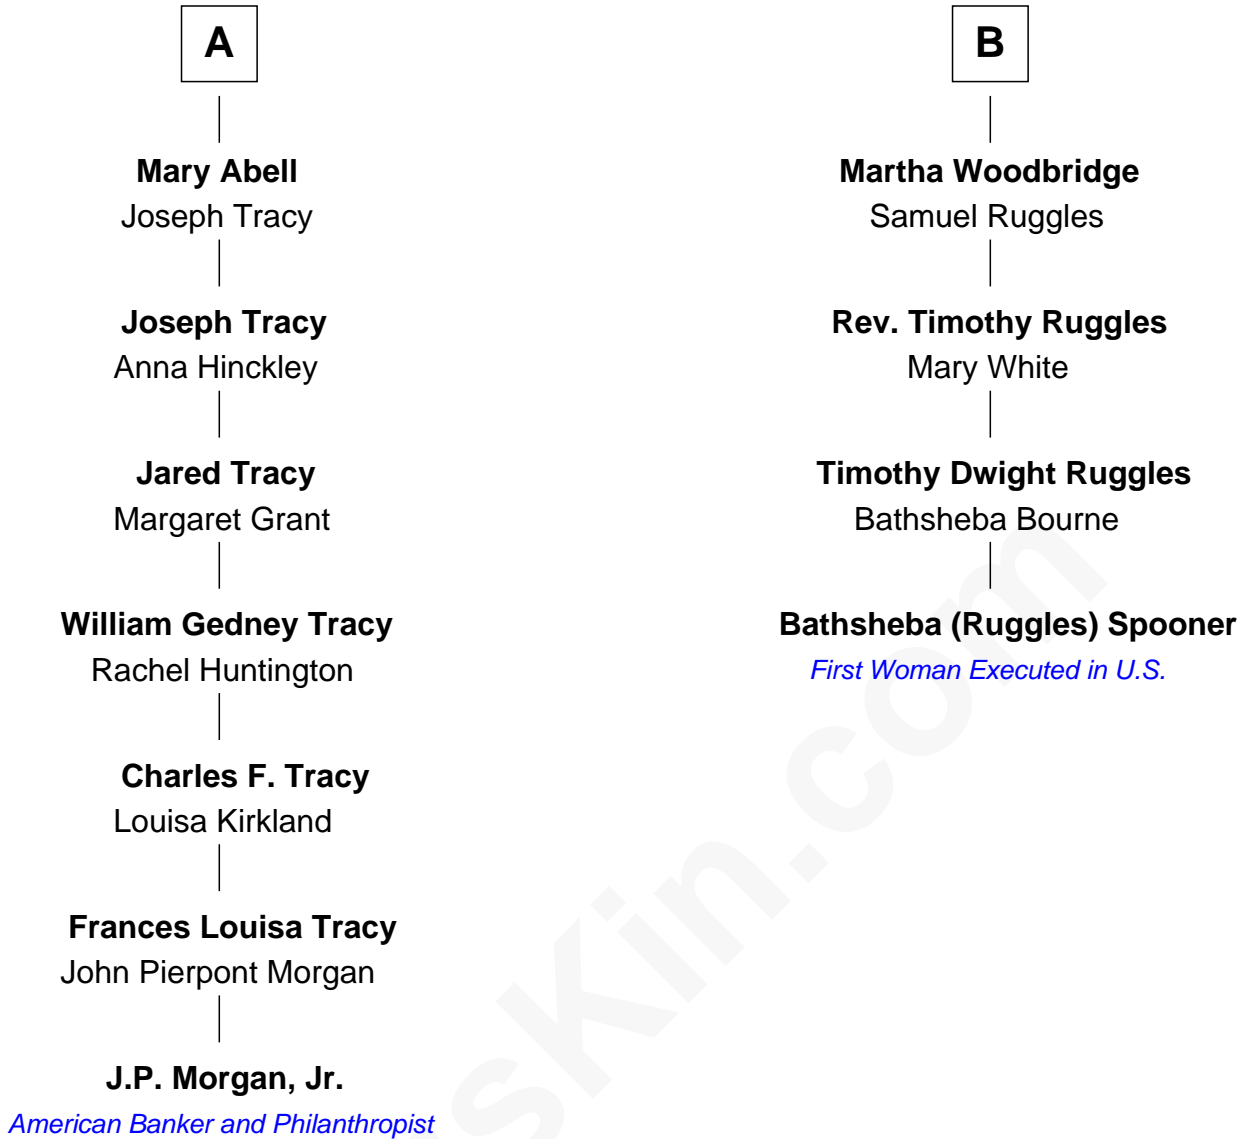 A
Mary Abell
Joseph Tracy
Joseph Tracy
Anna Hinckley
Jared Tracy
Margaret Grant
William Gedney Tracy
Rachel Huntington
Charles F. Tracy
Louisa Kirkland
Frances Louisa Tracy
John Pierpont Morgan
J.P. Morgan, Jr.
American Banker and Philanthropist
B
Martha Woodbridge
Samuel Ruggles
Rev. Timothy Ruggles
Mary White
Timothy Dwight Ruggles
Bathsheba Bourne
Bathsheba (Ruggles) Spooner
First Woman Executed in U.S.
sKin.com